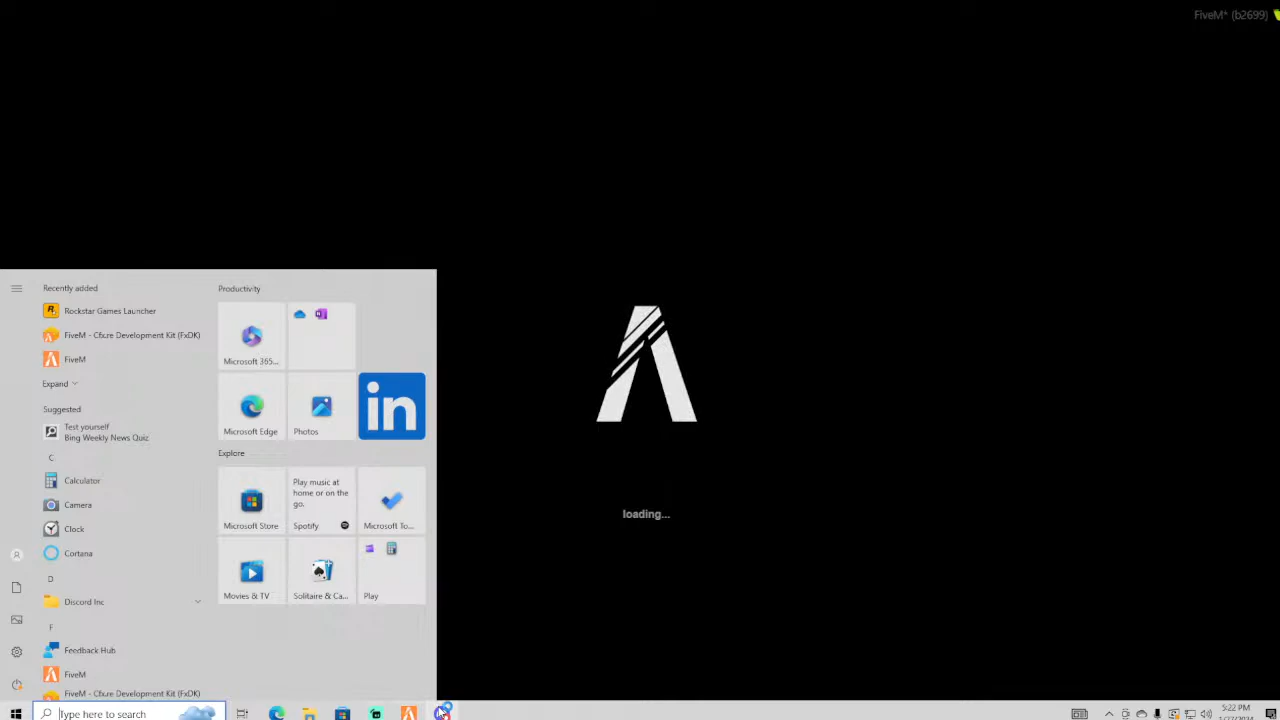 FiveM* (b2699)
Recently added
Rockstar Games Launcher
FiveM - Cfx.re Development Kit (FxDK)
FiveM
Expand
Suggested
Test yourself
Bing Weekly News Quiz
C
Calculator
Camera
Clock
Cortana
D
Discord Inc
F
Feedback Hub
FiveM
FiveM - Cfx.re Development Kit (FxDK)
Productivity
Microsoft 365...
Microsoft Edge
Photos
in
Explore
Microsoft Store
Play music at
home or on the
go.
Spotify
Microsoft To...
Movies & TV
Solitaire & Ca...
Play
loading...
Type here to search
5:22 PM
1/27/2024